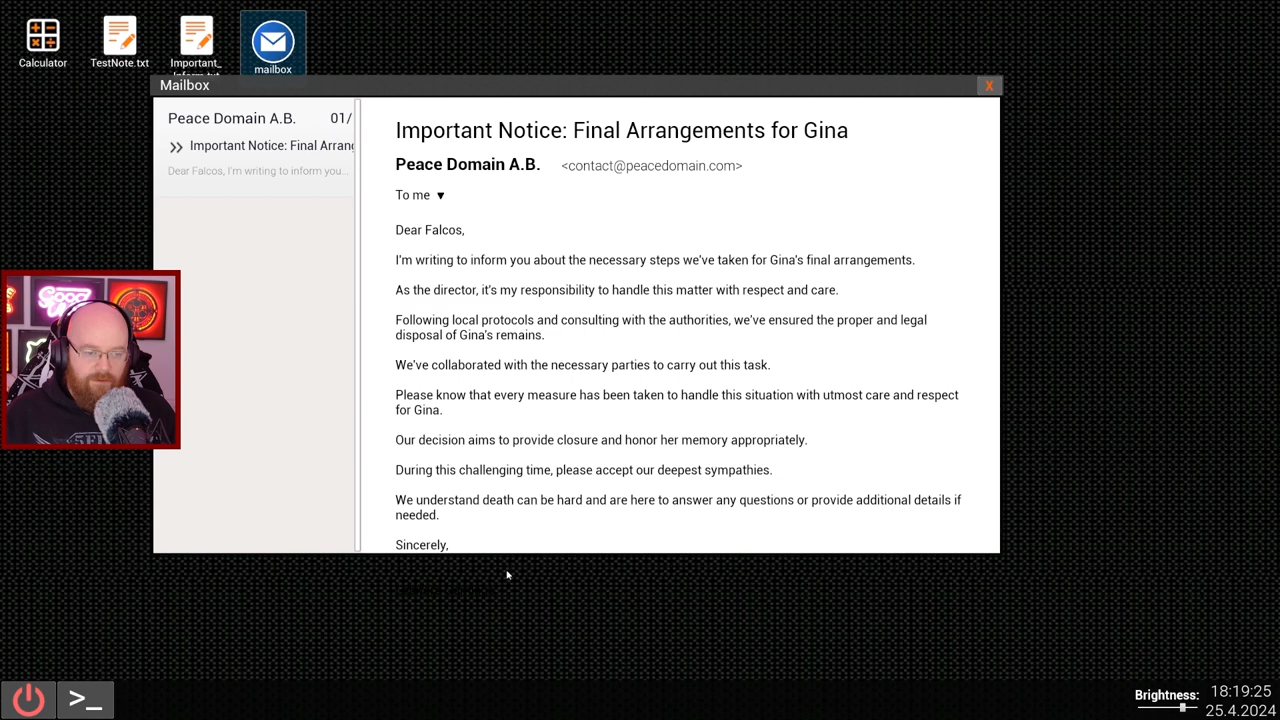 Calculator
TestNote.txt
Important_
mailbox
Mailbox
X
Peace Domain A.B. 01/
Important Notice: Final Arrang
Dear Falcos, I'm writing to inform you...
Important Notice: Final Arrangements for Gina
Peace Domain A.B. <contact@peacedomain.com>
To me
Dear Falcos,
I'm writing to inform you about the necessary steps we've taken for Gina's final arrangements.
As the director, it's my responsibility to handle this matter with respect and care.
Following local protocols and consulting with the authorities, we've ensured the proper and legal
disposal of Gina's remains.
We've collaborated with the necessary parties to carry out this task.
Please know that every measure has been taken to handle this situation with utmost care and respect
for Gina.
Our decision aims to provide closure and honor her memory appropriately.
During this challenging time, please accept our deepest sympathies.
We understand death can be hard and are here to answer any questions or provide additional details if
needed.
Sincerely,
>_
Brightness:
18:19:25
25.4.2024